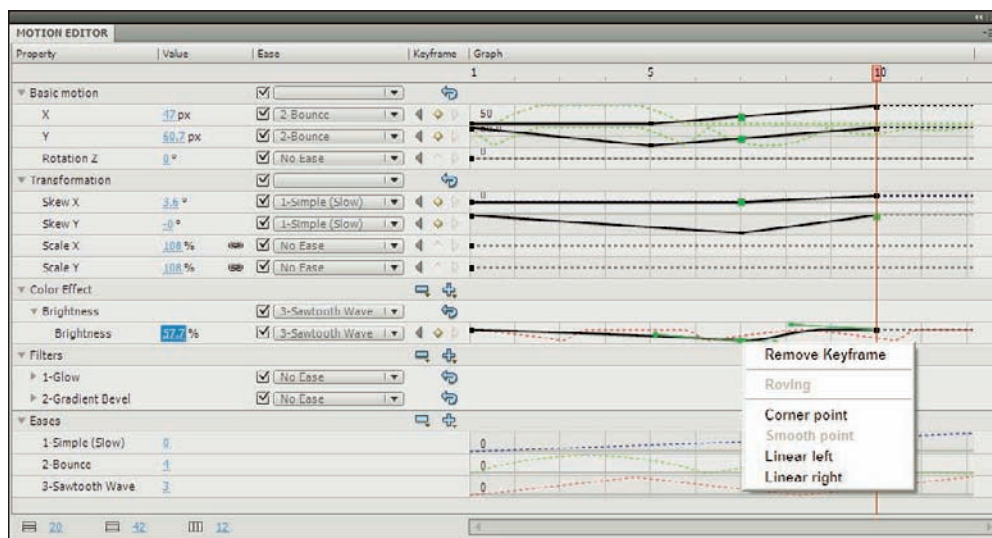 MOTION EDITOR
Property Value Ease Keyframe Graph
1 5 10
Basic motion
X 47 px 2-Bounce 50
Y 60.7 px 2-Bounce
Rotation Z 0 ° No Ease 0
Transformation
Skew X 3.6 ° 1-Simple (Slow) 0
Skew Y -0 ° 1-Simple (Slow)
Scale X 108 % No Ease
Scale Y 108 % No Ease
Color Effect
Brightness 3-Sawtooth Wave
Brightness 57.7 % 3-Sawtooth Wave
Filters
1-Glow No Ease
2-Gradient Bevel No Ease
Eases
1-Simple (Slow) 0 0
2-Bounce 4 0
3-Sawtooth Wave 3 0
Remove Keyframe
Roving
Corner point
Smooth point
Linear left
Linear right
20 42 12